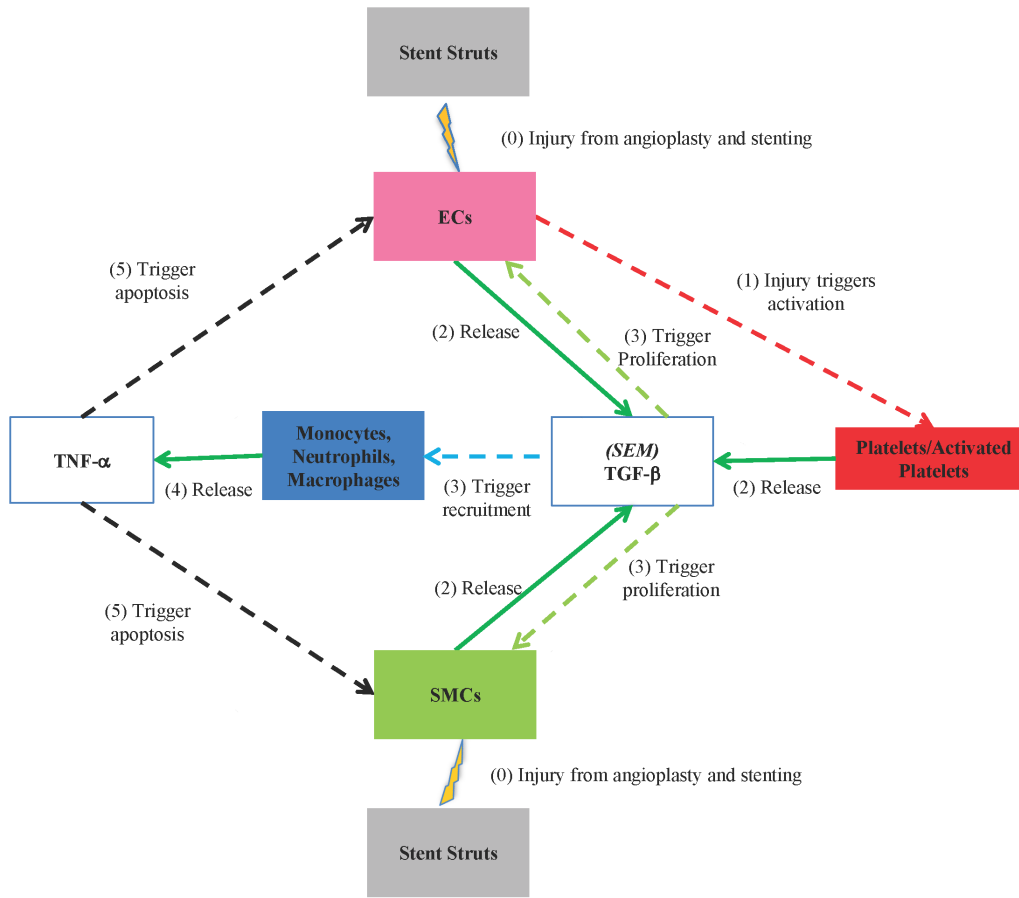 Stent Struts
(0) Injury from angioplasty and stenting
ECs
(5) Trigger
apoptosis
(1) Injury triggers
activation
(2) Release
(3) Trigger
Proliferation
TNF-α
Monocytes,
Neutrophils,
Macrophages
(SEM)
TGF-β
Platelets/Activated
Platelets
(4) Release
(3) Trigger
recruitment
(2) Release
(5) Trigger
apoptosis
(2) Release
(3) Trigger
proliferation
SMCs
(0) Injury from angioplasty and stenting
Stent Struts